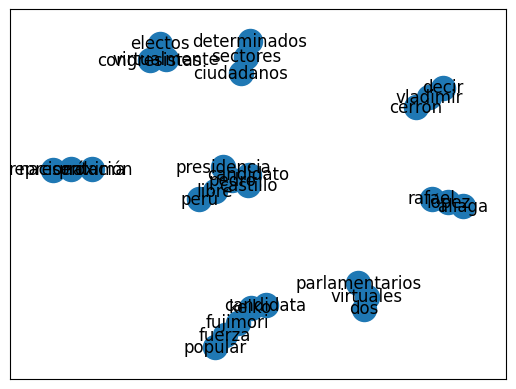 electos
virtualmente
congresistas
determinados
sectores
ciudadanos
decir
vladimir
cerrón
presidencia
candidato
pedro
castillo
libre
perú
rafael
lópez
aliaga
parlamentarios
virtuales
dos
candidata
keiko
fujimori
fuerza
popular